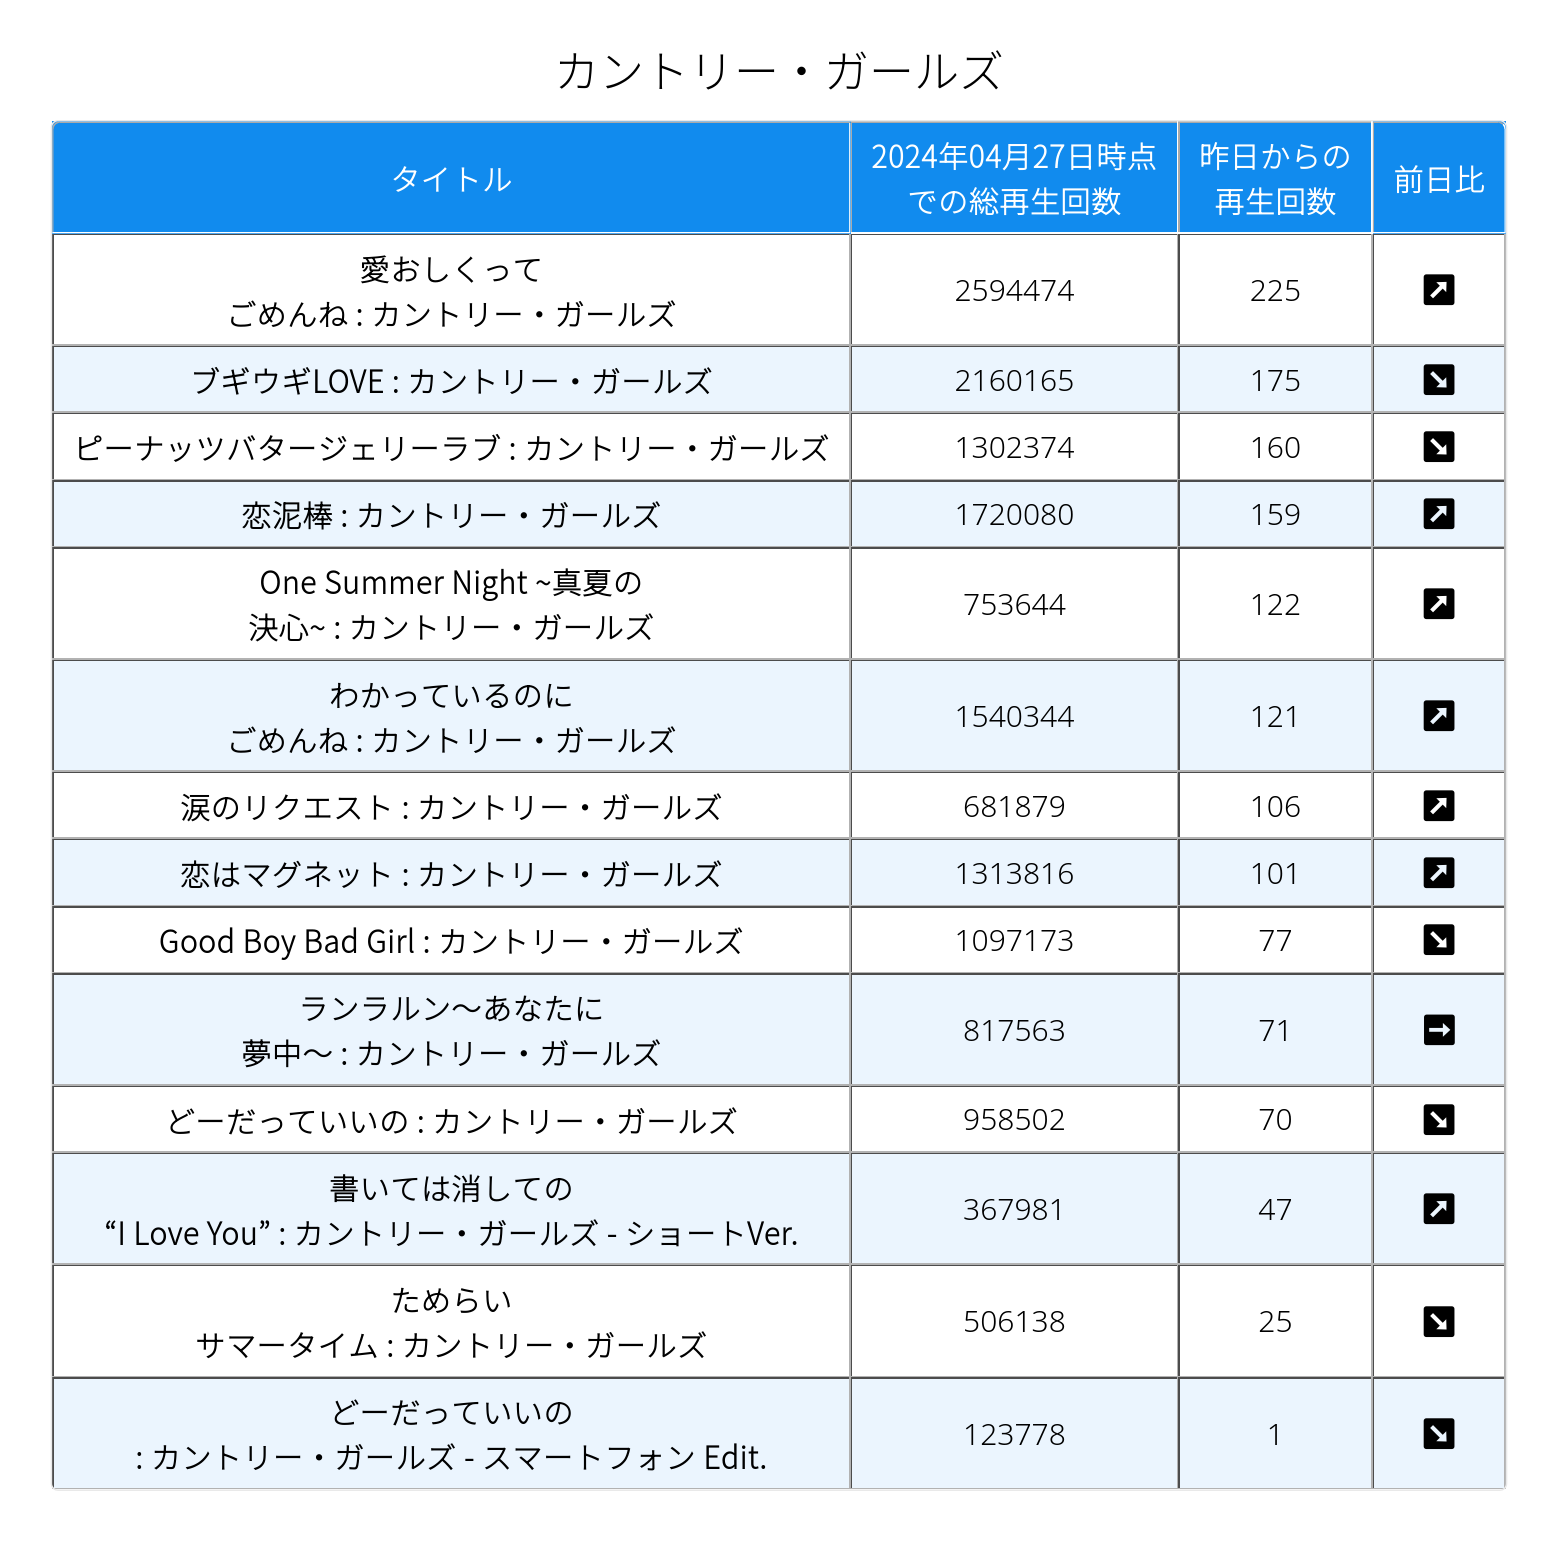 カントリー・ガールズ
タイトル
2024年04月27日時点
での総再生回数
昨日からの
再生回数
前日比
愛おしくって
ごめんね : カントリー・ガールズ
2594474
225
↗
ブギウギLOVE : カントリー・ガールズ
2160165
175
↘
ピーナッツバタージェリーラブ : カントリー・ガールズ
1302374
160
↘
恋泥棒 : カントリー・ガールズ
1720080
159
↗
One Summer Night ~真夏の
決心~ : カントリー・ガールズ
753644
122
↗
わかっているのに
ごめんね : カントリー・ガールズ
1540344
121
↗
涙のリクエスト : カントリー・ガールズ
681879
106
↗
恋はマグネット : カントリー・ガールズ
1313816
101
↗
Good Boy Bad Girl : カントリー・ガールズ
1097173
77
↘
ランラルン〜あなたに
夢中〜 : カントリー・ガールズ
817563
71
→
どーだっていいの : カントリー・ガールズ
958502
70
↘
書いては消しての
“I Love You” : カントリー・ガールズ - ショートVer.
367981
47
↗
ためらい
サマータイム : カントリー・ガールズ
506138
25
↘
どーだっていいの
: カントリー・ガールズ - スマートフォン Edit.
123778
1
↘